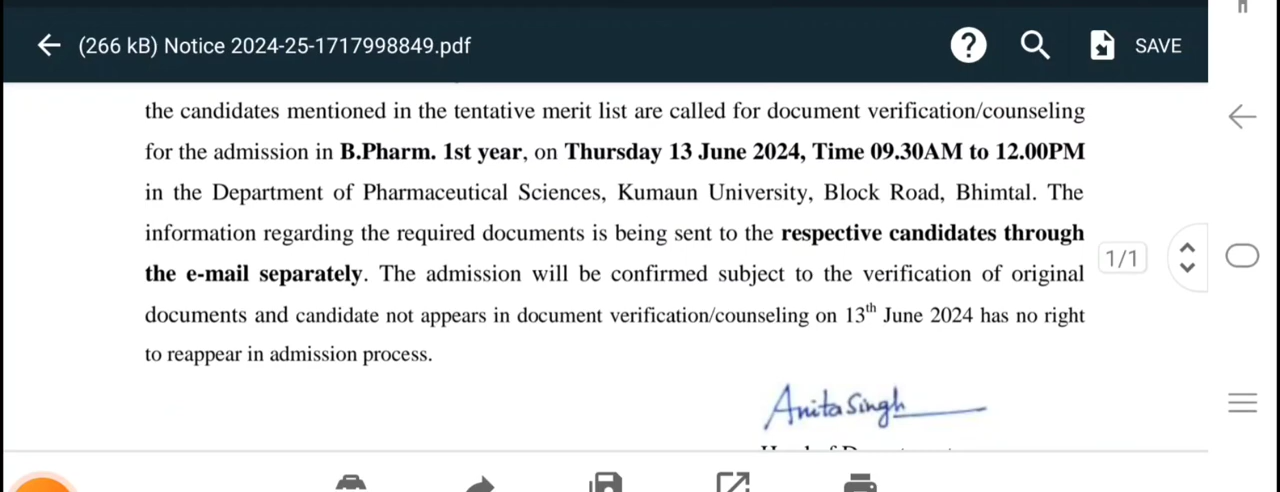 (266 kB) Notice 2024-25-1717998849.pdf
SAVE
the candidates mentioned in the tentative merit list are called for document verification/counseling
for the admission in B.Pharm. 1st year, on Thursday 13 June 2024, Time 09.30AM to 12.00PM
in the Department of Pharmaceutical Sciences, Kumaun University, Block Road, Bhimtal. The
information regarding the required documents is being sent to the respective candidates through
the e-mail separately. The admission will be confirmed subject to the verification of original
documents and candidate not appears in document verification/counseling on 13th June 2024 has no right
to reappear in admission process.
1/1
Anita Singh